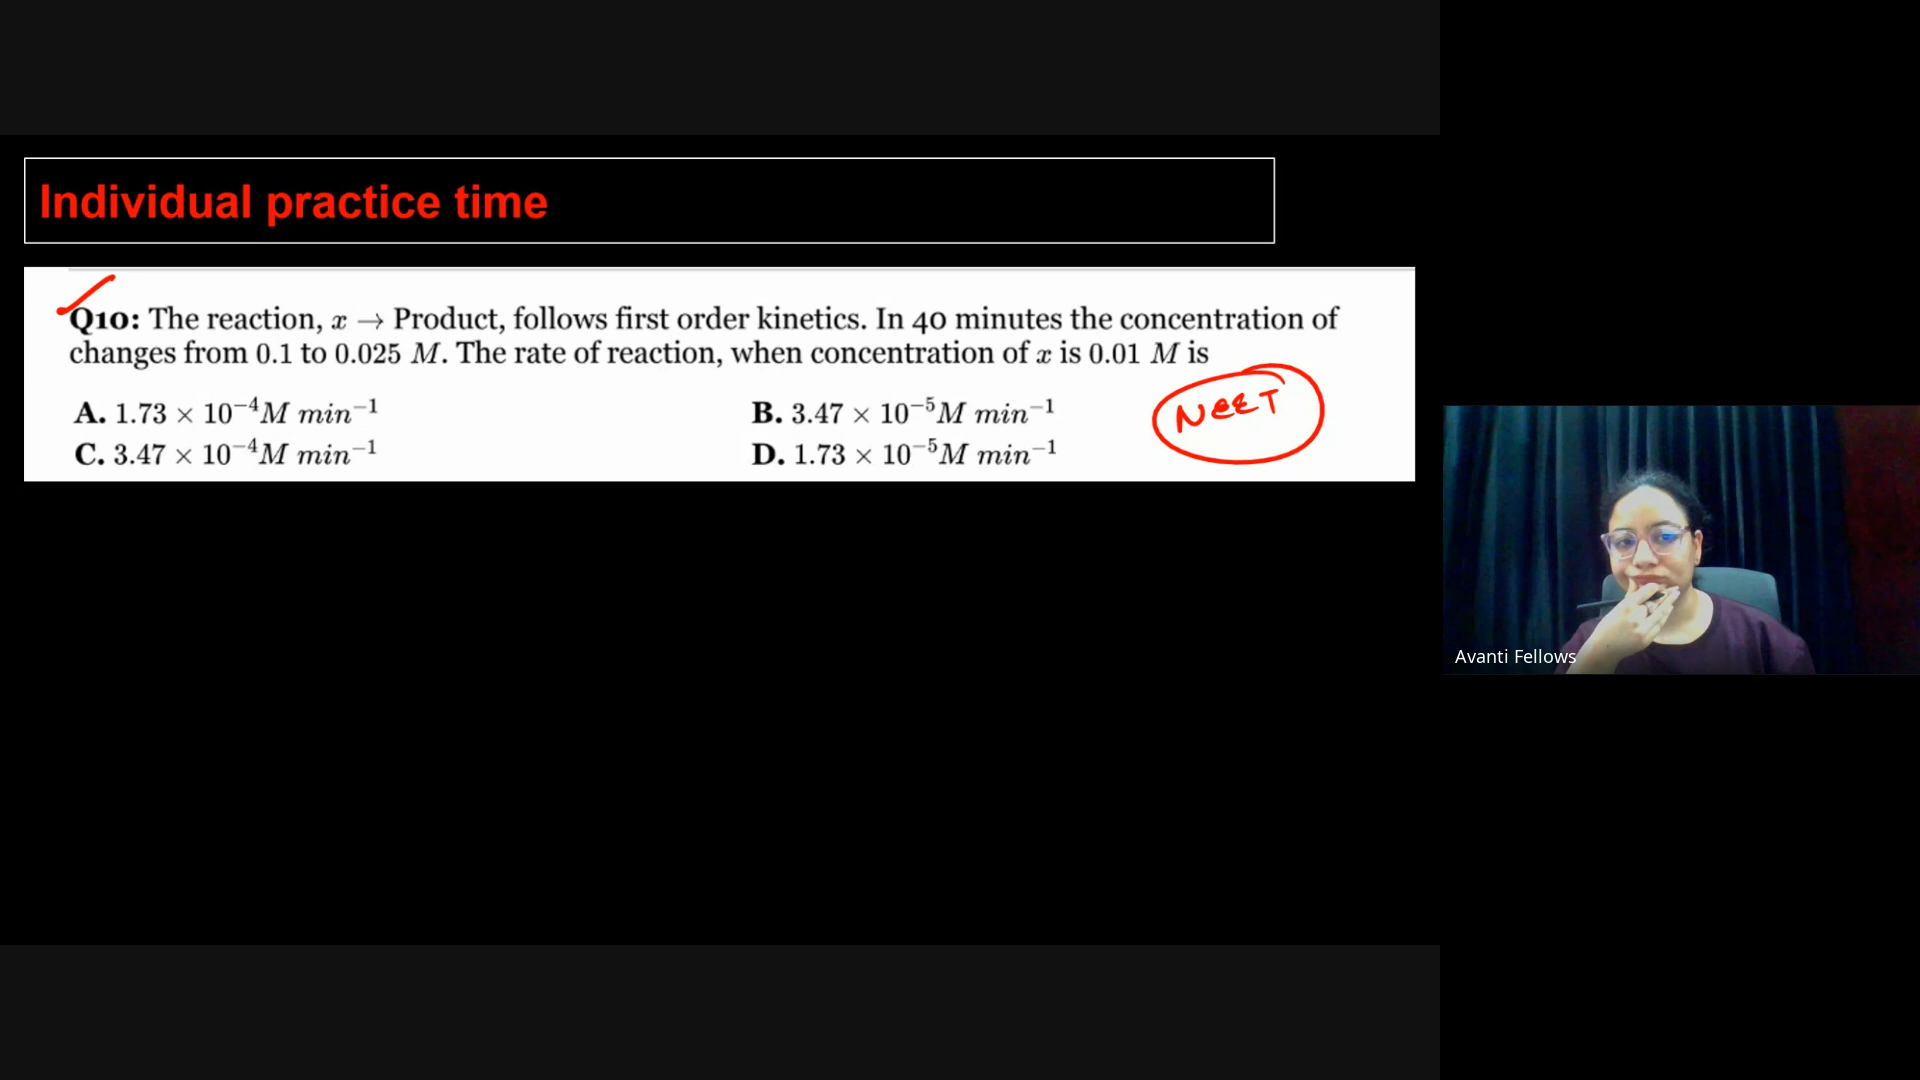 Individual practice time
Q10: The reaction, x → Product, follows first order kinetics. In 40 minutes the concentration of
changes from 0.1 to 0.025 M. The rate of reaction, when concentration of x is 0.01 M is
A. 1.73 × 10⁻⁴M min⁻¹ B. 3.47 × 10⁻⁵M min⁻¹
C. 3.47 × 10⁻⁴M min⁻¹ D. 1.73 × 10⁻⁵M min⁻¹
NEET
Avanti Fellows